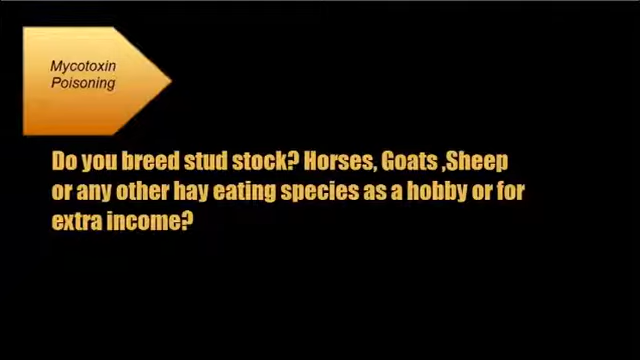 Mycotoxin
Poisoning
Do you breed stud stock? Horses, Goats ,Sheep
or any other hay eating species as a hobby or for
extra income?